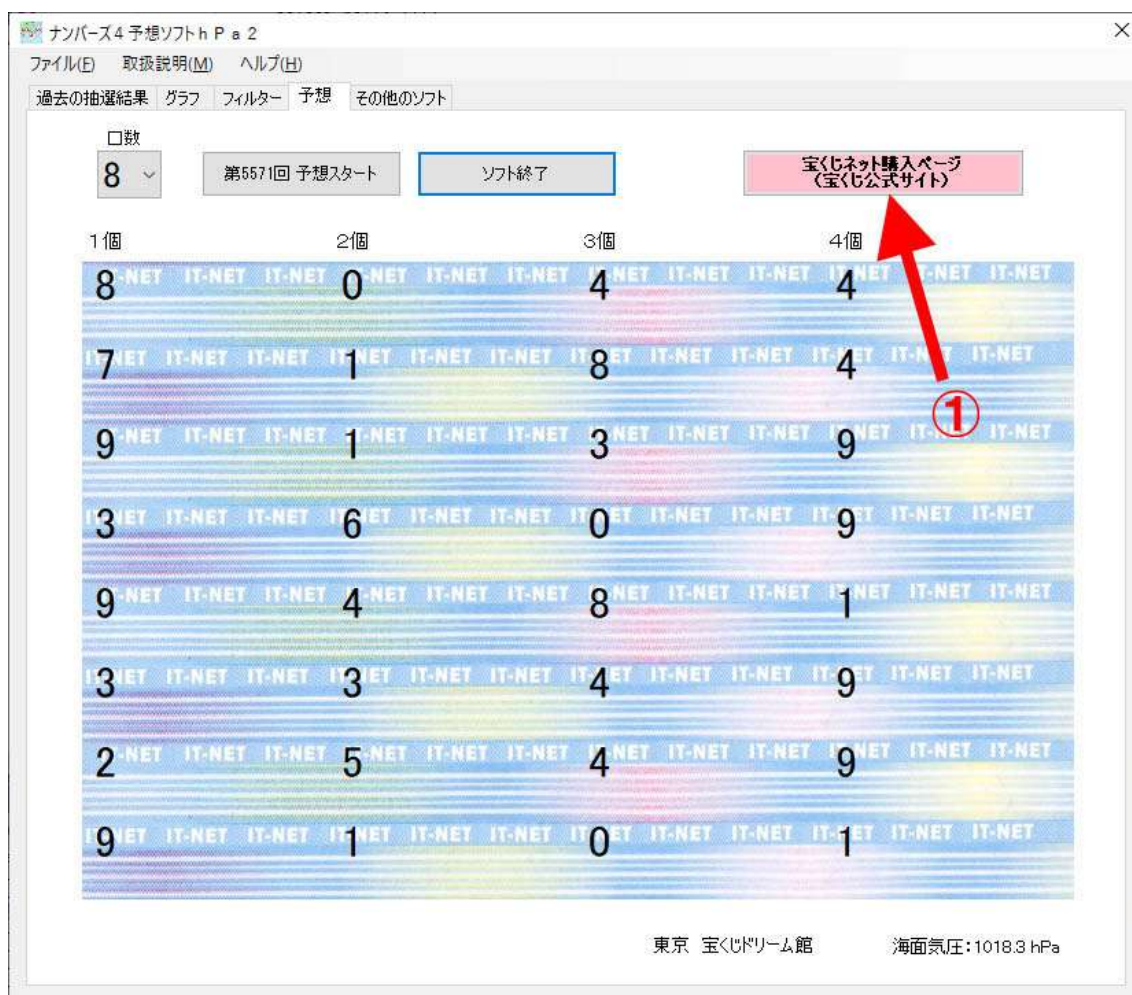 ナンバーズ4予想ソフトhPa2
ファイル(F) 取扱説明(M) ヘルプ(H)
過去の抽選結果 グラフ フィルター 予想 その他のソフト
口数
8 第5571回 予想スタート ソフト終了 宝くじネット購入ページ
(宝くじ公式サイト)
1個 2個 3個 4個
8 0 4 4
7 1 8 4
①
9 1 3 9
3 6 0 9
9 4 8 1
3 3 4 9
2 5 4 9
9 1 0 1
東京 宝くじドリーム館 海面気圧:1018.3 hPa